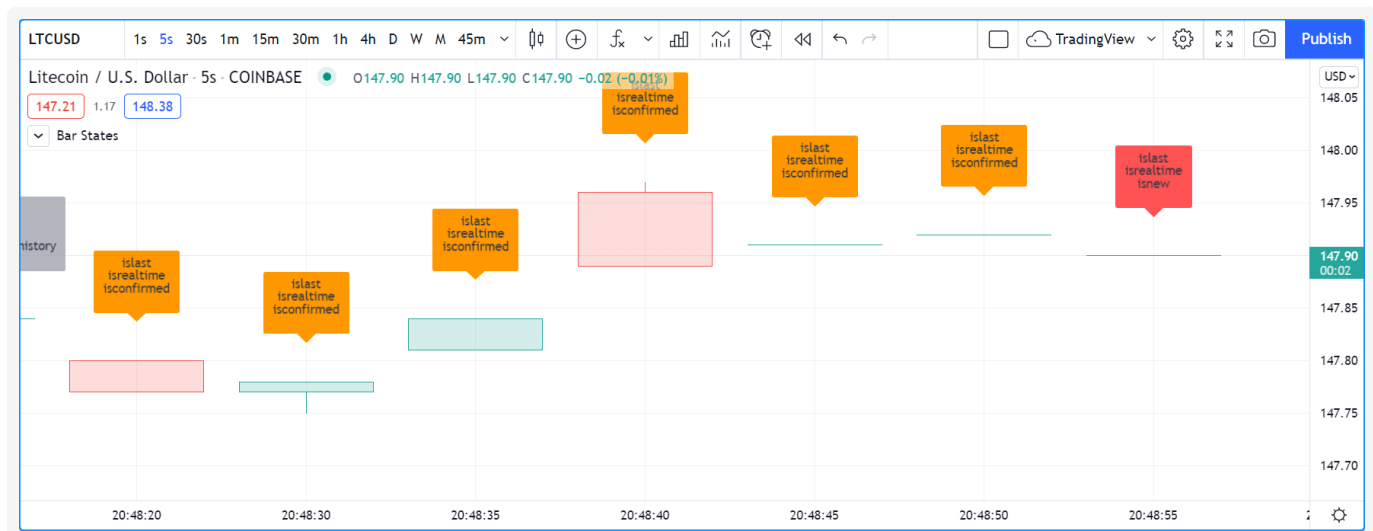 LTCUSD 1s 5s 30s 1m 15m 30m 1h 4h D W M 45m fx TradingView Publish
Litecoin / U.S. Dollar · 5s · COINBASE O147.90 H147.90 L147.90 C147.90 −0.02 (−0.01%) USD
147.21 1.17 148.38
Bar States
148.05
148.00
147.95
147.90
00:02
147.85
147.80
147.75
147.70
history
islast
isrealtime
isconfirmed
islast
isrealtime
isconfirmed
islast
isrealtime
isconfirmed
islast
isrealtime
isconfirmed
islast
isrealtime
isconfirmed
islast
isrealtime
isconfirmed
islast
isrealtime
isnew
20:48:20 20:48:30 20:48:35 20:48:40 20:48:45 20:48:50 20:48:55